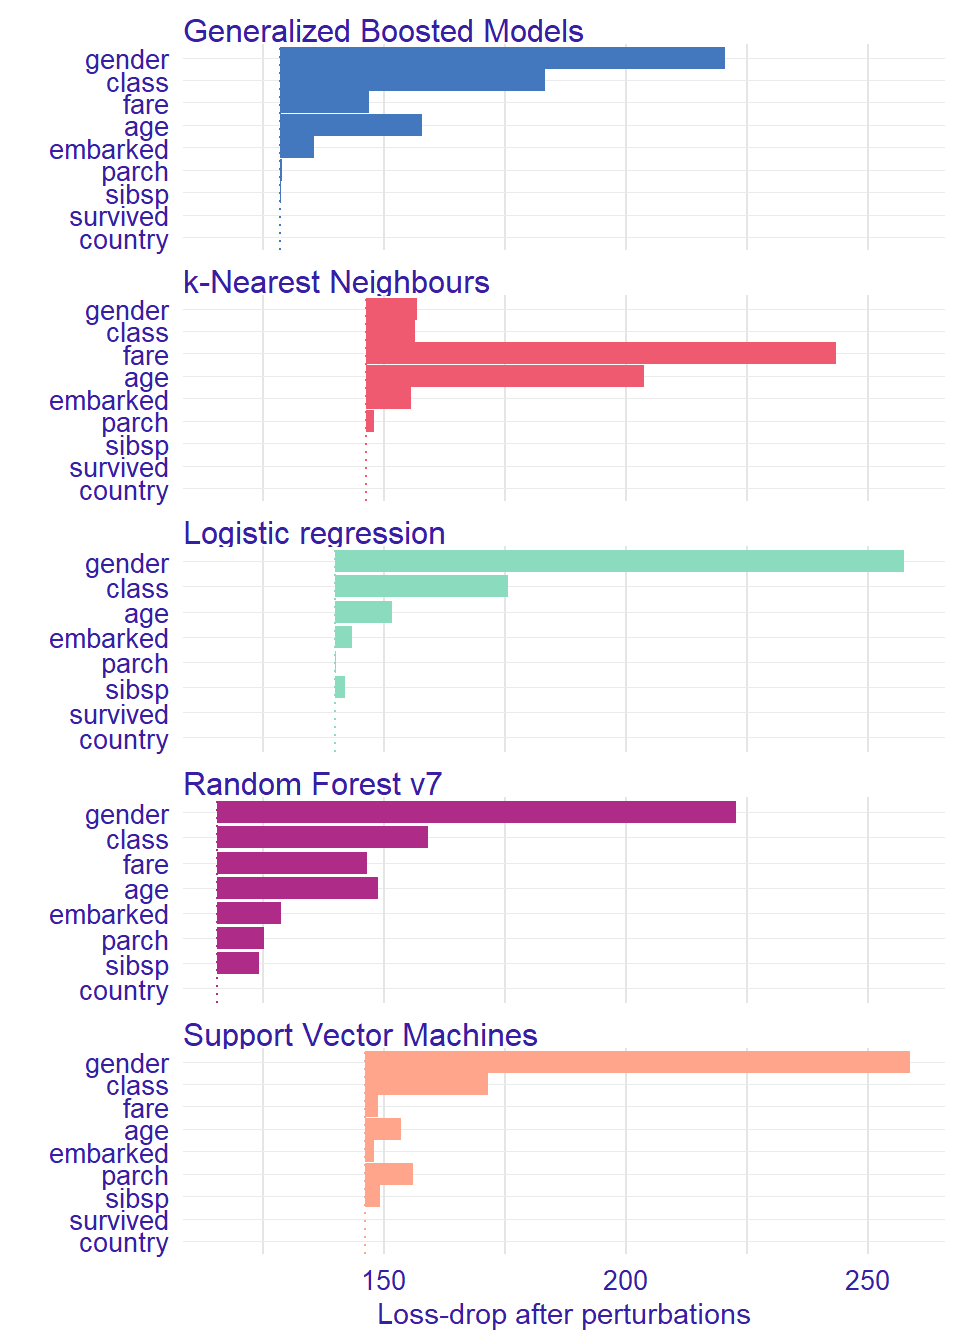 Generalized Boosted Models
gender
class
fare
age
embarked
parch
sibsp
survived
country
k-Nearest Neighbours
gender
class
fare
age
embarked
parch
sibsp
survived
country
Logistic regression
gender
class
age
embarked
parch
sibsp
survived
country
Random Forest v7
gender
class
fare
age
embarked
parch
sibsp
country
Support Vector Machines
gender
class
fare
age
embarked
parch
sibsp
survived
country
150 200 250
Loss-drop after perturbations